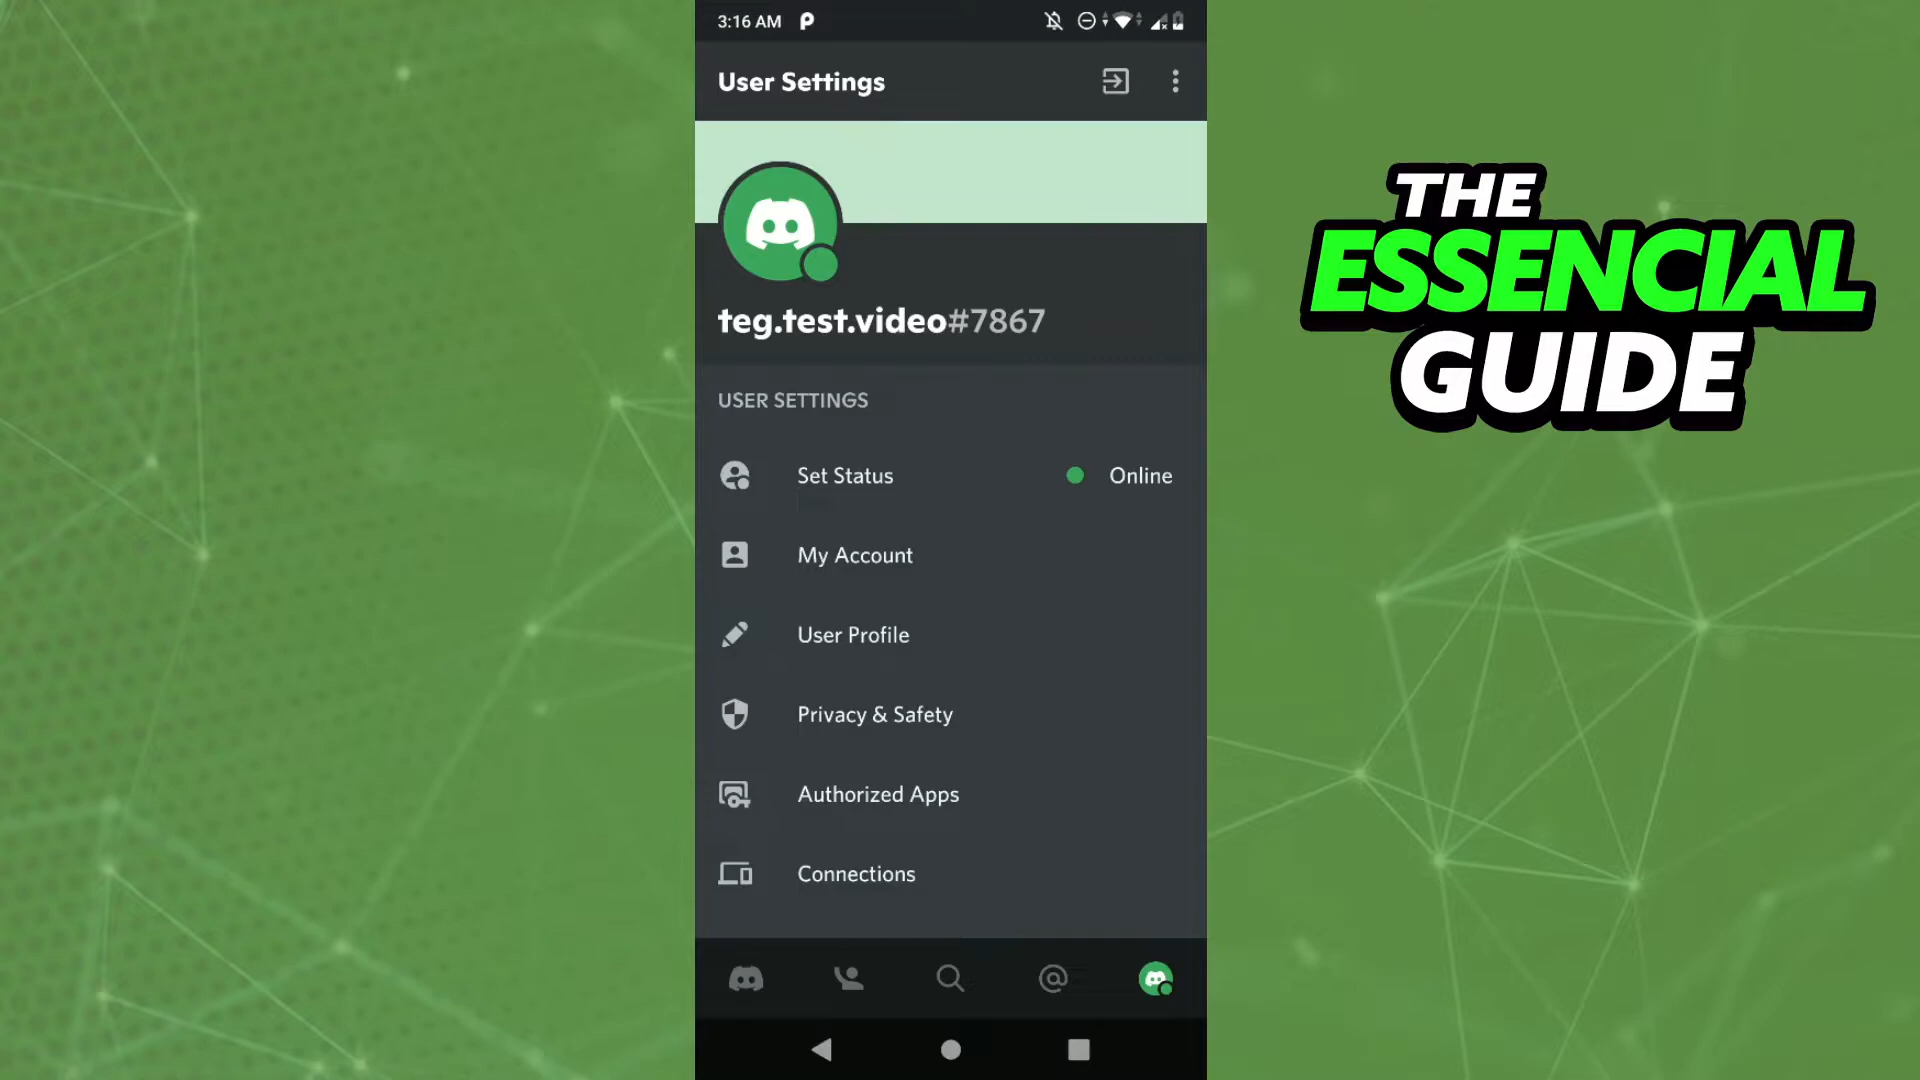 3:16 AM
User Settings
teg.test.video#7867
USER SETTINGS
Set Status
Online
My Account
User Profile
Privacy & Safety
Authorized Apps
Connections
THE
ESSENCIAL
GUIDE